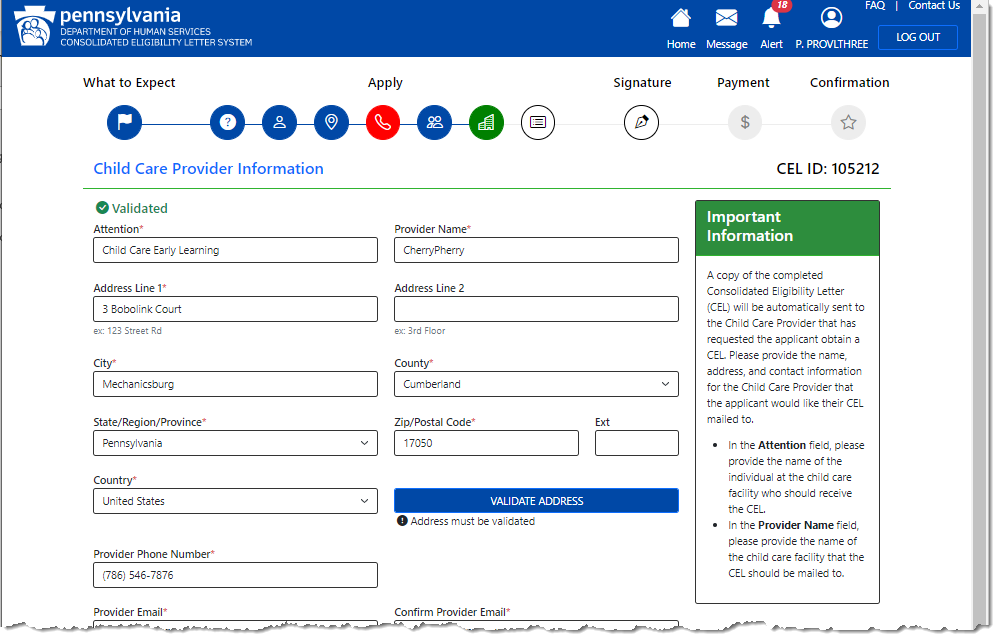 pennsylvania
DEPARTMENT OF HUMAN SERVICES
CONSOLIDATED ELIGIBILITY LETTER SYSTEM
FAQ | Contact Us
18
Home Message Alert P. PROVLTHREE LOG OUT
What to Expect Apply Signature Payment Confirmation
? $
Child Care Provider Information CEL ID: 105212
Validated
Attention* Provider Name*
Child Care Early Learning CherryPherry
Address Line 1* Address Line 2
3 Bobolink Court
ex: 123 Street Rd ex: 3rd Floor
City* County*
Mechanicsburg Cumberland
State/Region/Province* Zip/Postal Code* Ext
Pennsylvania 17050
Country*
United States VALIDATE ADDRESS
Address must be validated
Provider Phone Number*
(786) 546-7876
Provider Email* Confirm Provider Email*
Important
Information
A copy of the completed
Consolidated Eligibility Letter
(CEL) will be automatically sent to
the Child Care Provider that has
requested the applicant obtain a
CEL. Please provide the name,
address, and contact information
for the Child Care Provider that
the applicant would like their CEL
mailed to.
• In the Attention field, please
provide the name of the
individual at the child care
facility who should receive
the CEL.
• In the Provider Name field,
please provide the name of
the child care facility that the
CEL should be mailed to.